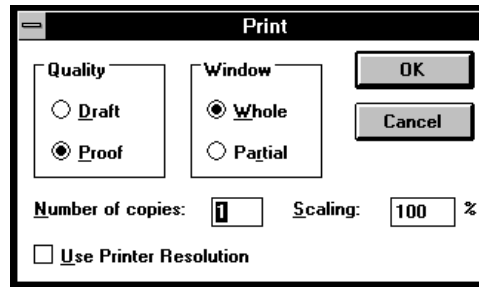 Print
Quality
Draft
Proof
Window
Whole
Partial
OK
Cancel
Number of copies: 1 Scaling: 100 %
Use Printer Resolution